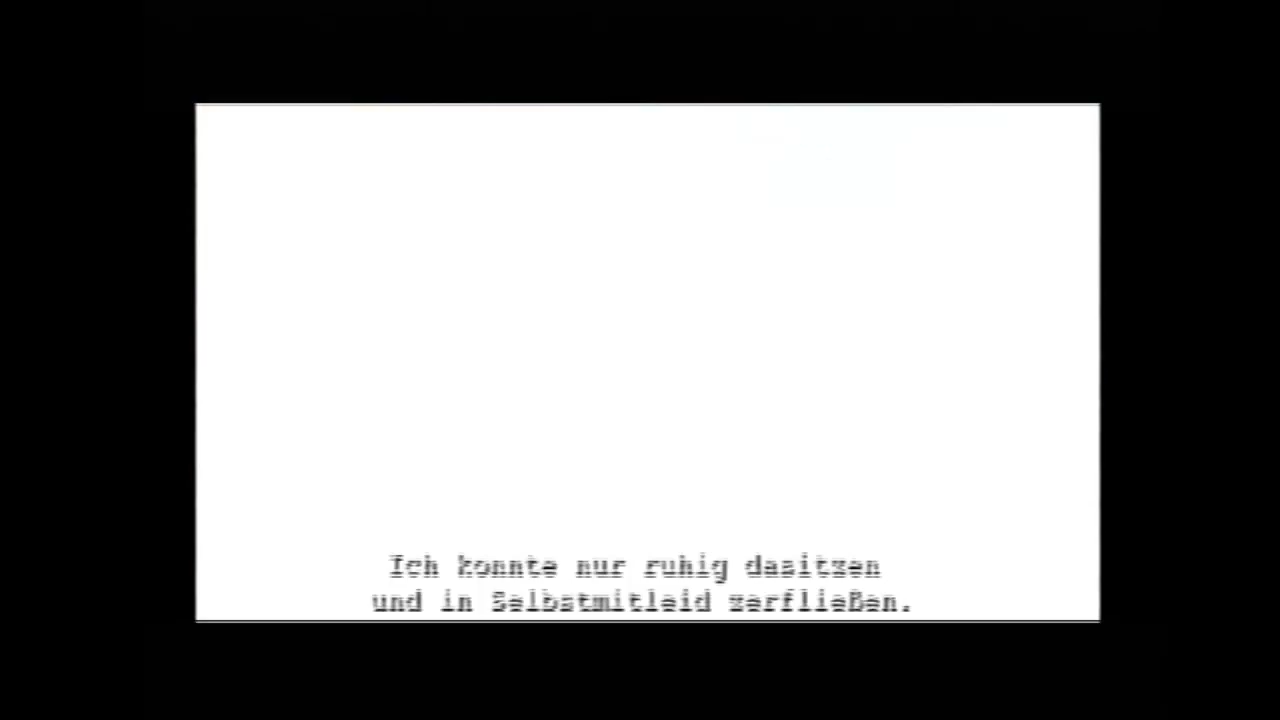 Ich konnte nur ruhig dasitzen
und in Selbstmitleid zerfließen.